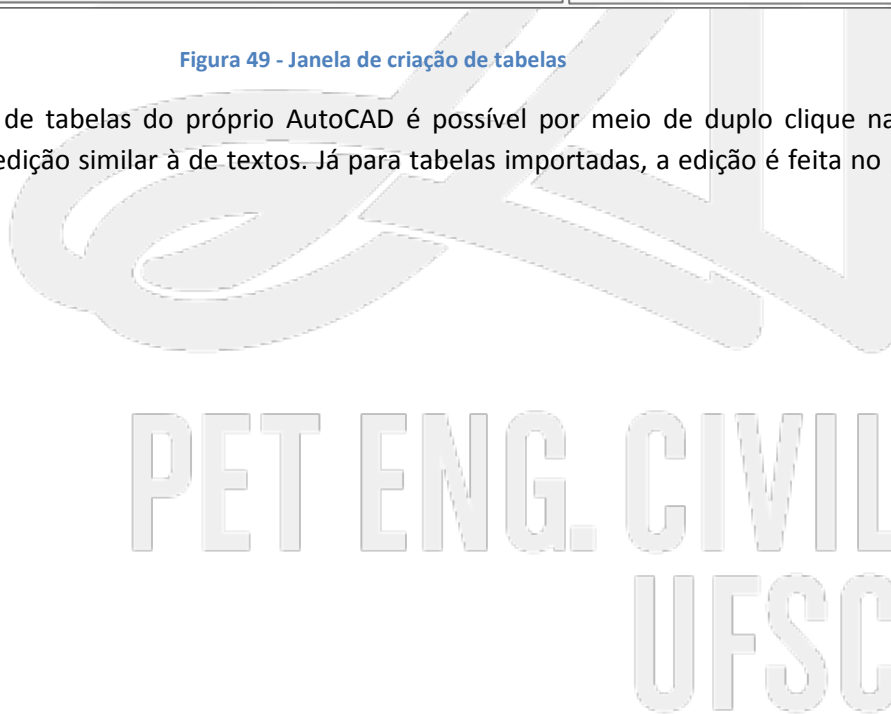 Figura 49 - Janela de criação de tabelas
de tabelas do próprio AutoCAD é possível por meio de duplo clique na
edição similar à de textos. Já para tabelas importadas, a edição é feita no
PET ENG. CIVIL
UFSC